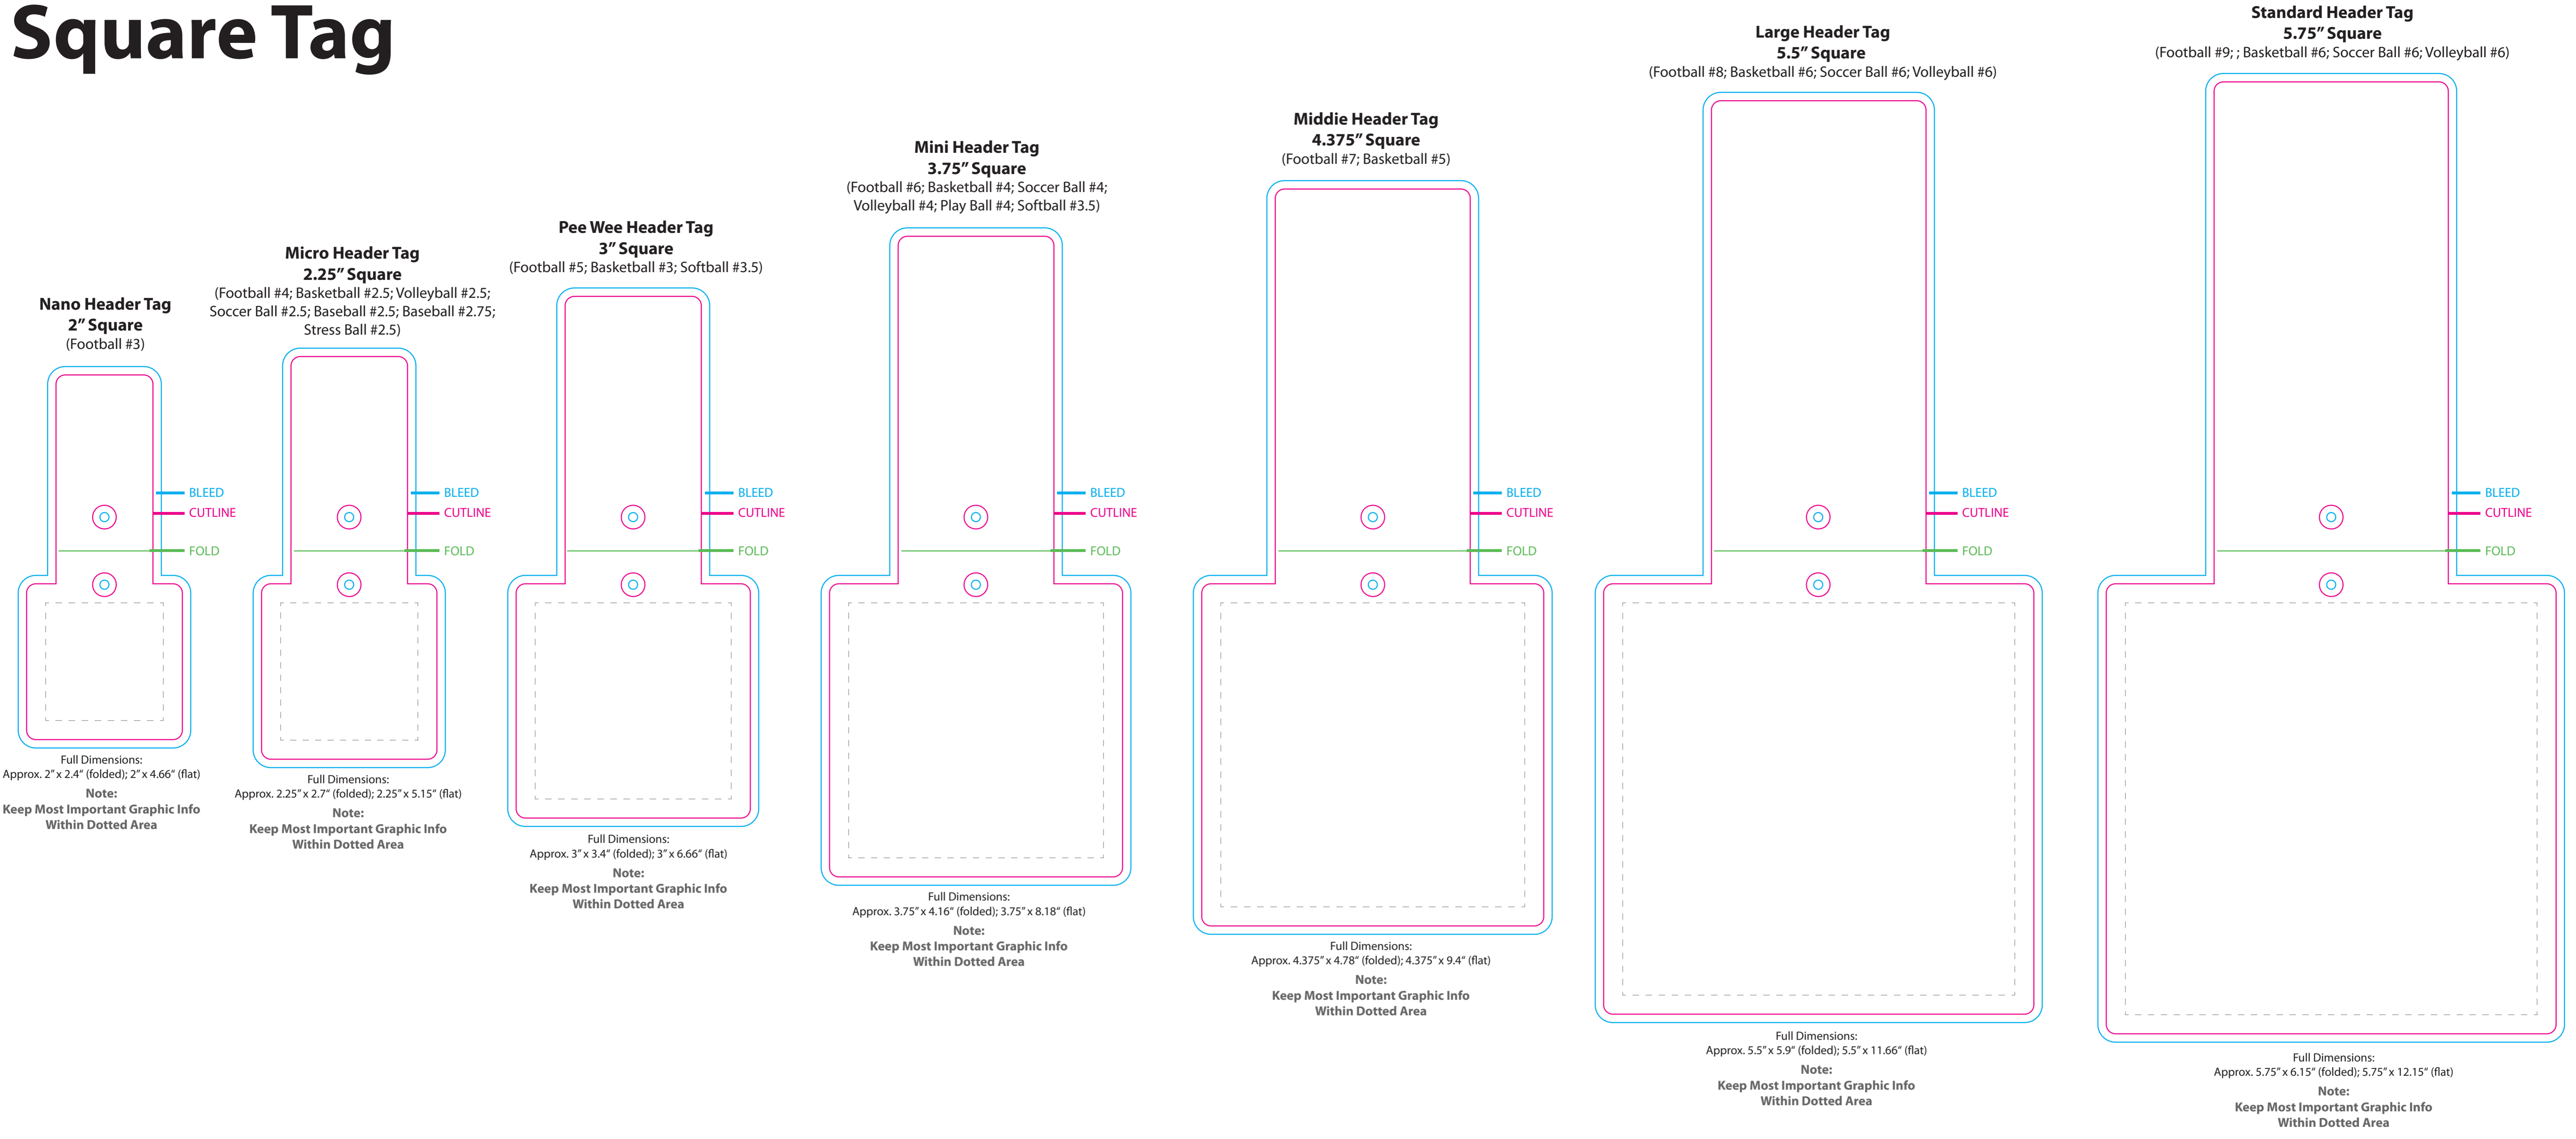 Square Tag
Nano Header Tag
2” Square
(Football #3)
BLEED
CUTLINE
FOLD
Full Dimensions:
Approx. 2” x 2.4“ (folded); 2” x 4.66“ (flat)
Note:
Keep Most Important Graphic Info
Within Dotted Area
Micro Header Tag
2.25” Square
(Football #4; Basketball #2.5; Volleyball #2.5;
Soccer Ball #2.5; Baseball #2.5; Baseball #2.75;
Stress Ball #2.5)
BLEED
CUTLINE
FOLD
Full Dimensions:
Approx. 2.25” x 2.7“ (folded); 2.25” x 5.15“ (flat)
Note:
Keep Most Important Graphic Info
Within Dotted Area
Pee Wee Header Tag
3” Square
(Football #5; Basketball #3; Softball #3.5)
BLEED
CUTLINE
FOLD
Full Dimensions:
Approx. 3” x 3.4“ (folded); 3” x 6.66“ (flat)
Note:
Keep Most Important Graphic Info
Within Dotted Area
Mini Header Tag
3.75” Square
(Football #6; Basketball #4; Soccer Ball #4;
Volleyball #4; Play Ball #4; Softball #3.5)
BLEED
CUTLINE
FOLD
Full Dimensions:
Approx. 3.75” x 4.16“ (folded); 3.75” x 8.18“ (flat)
Note:
Keep Most Important Graphic Info
Within Dotted Area
Middie Header Tag
4.375” Square
(Football #7; Basketball #5)
BLEED
CUTLINE
FOLD
Full Dimensions:
Approx. 4.375” x 4.78“ (folded); 4.375” x 9.4“ (flat)
Note:
Keep Most Important Graphic Info
Within Dotted Area
Large Header Tag
5.5” Square
(Football #8; Basketball #6; Soccer Ball #6; Volleyball #6)
BLEED
CUTLINE
FOLD
Full Dimensions:
Approx. 5.5” x 5.9“ (folded); 5.5” x 11.66“ (flat)
Note:
Keep Most Important Graphic Info
Within Dotted Area
Standard Header Tag
5.75” Square
(Football #9; ; Basketball #6; Soccer Ball #6; Volleyball #6)
BLEED
CUTLINE
FOLD
Full Dimensions:
Approx. 5.75” x 6.15“ (folded); 5.75” x 12.15“ (flat)
Note:
Keep Most Important Graphic Info
Within Dotted Area